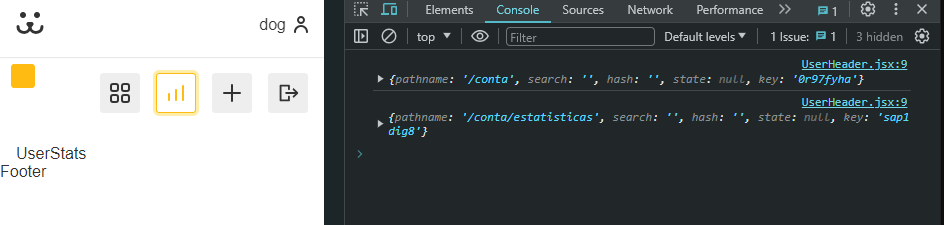 dog
UserStats
Footer
Elements Console Sources Network Performance 1
top Filter Default levels 1 Issue: 1 3 hidden
UserHeader.jsx:9
{pathname: '/conta', search: '', hash: '', state: null, key: '0r97fyha'}
UserHeader.jsx:9
{pathname: '/conta/estatisticas', search: '', hash: '', state: null, key: 'sap1
dig8'}